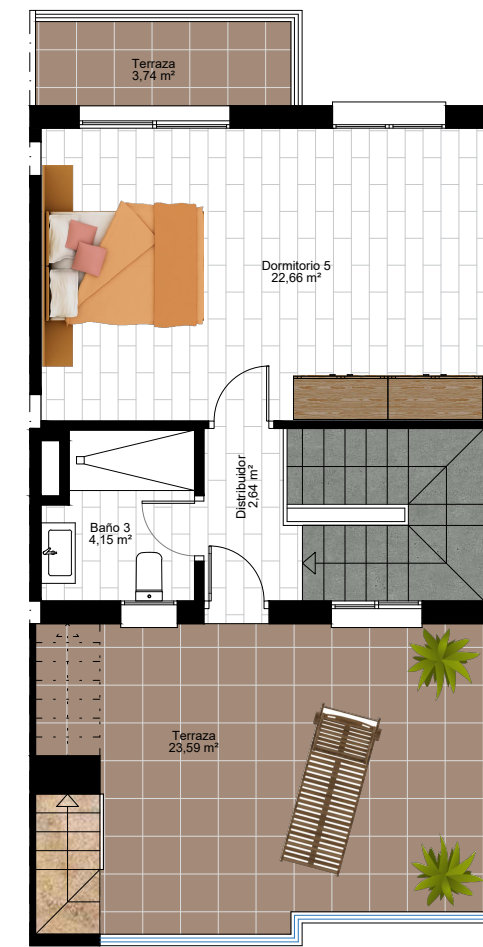 Terraza
3,74 m²
Dormitorio 5
22,66 m²
Distribuidor
2,64 m²
Baño 3
4,15 m²
Terraza
23,59 m²